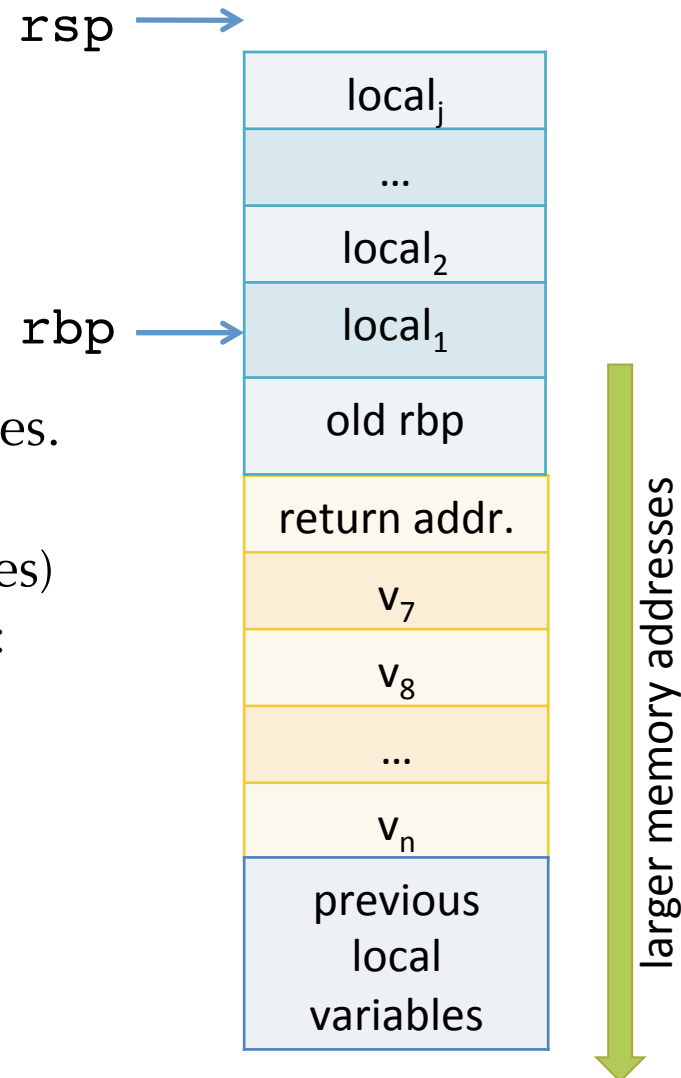 rsp
local_j
...
local_2
rbp
local_1
es.
old rbp
return addr.
es)
v_7
:
v_8
...
v_n
previous
local
variables
larger memory addresses